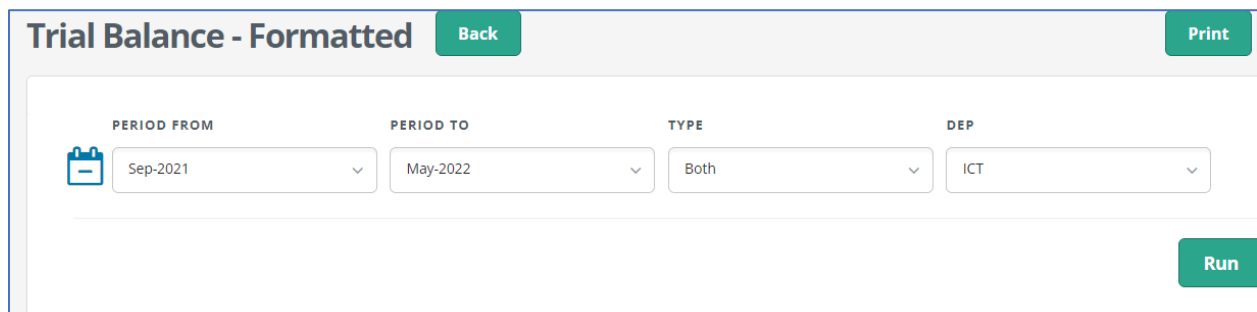 Trial Balance - Formatted Back Print
PERIOD FROM PERIOD TO TYPE DEP
Sep-2021 May-2022 Both ICT
Run